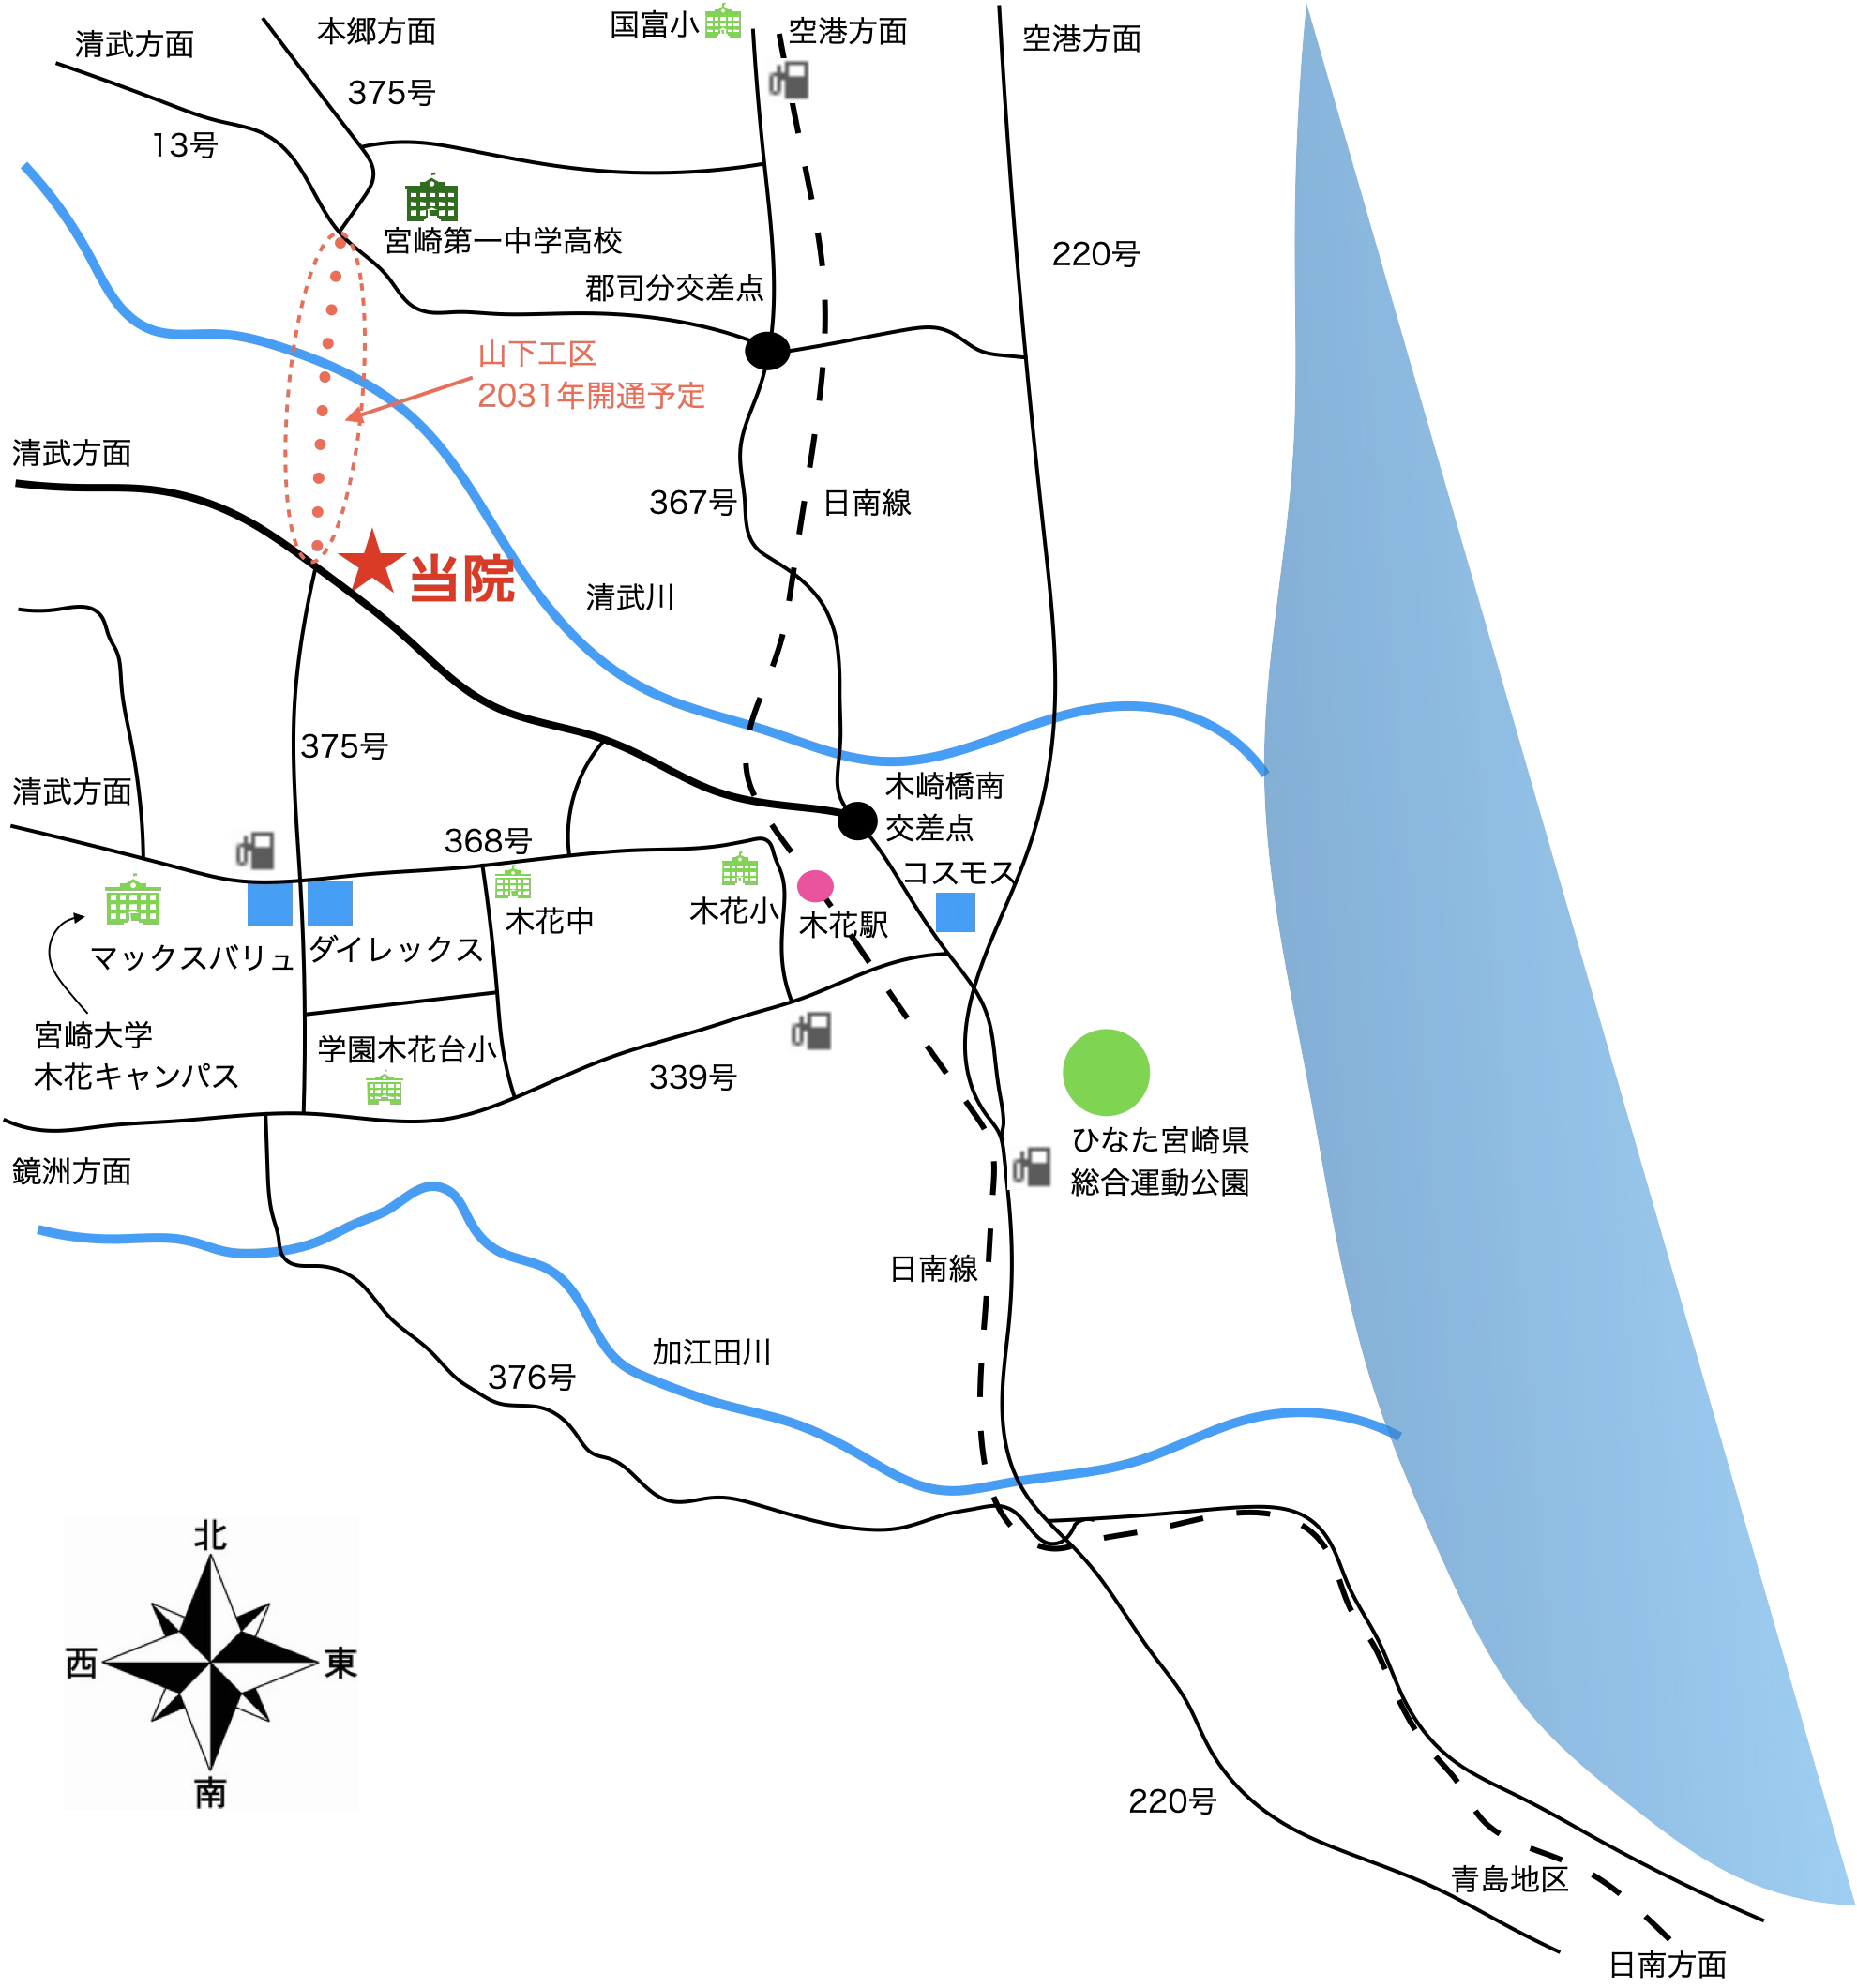 国富小
空港方面
本郷方面
清武方面
空港方面
375号
13号
宮崎第一中学高校
220号
郡司分交差点
山下工区
2031年開通予定
清武方面
367号
日南線
当院
清武川
375号
清武方面
木崎橋南
交差点
368号
コスモス
木花中
木花小
木花駅
マックスバリュ
ダイレックス
宮崎大学
木花キャンパス
学園木花台小
339号
ひなた宮崎県
総合運動公園
鏡洲方面
日南線
加江田川
376号
北
西
東
南
220号
青島地区
日南方面